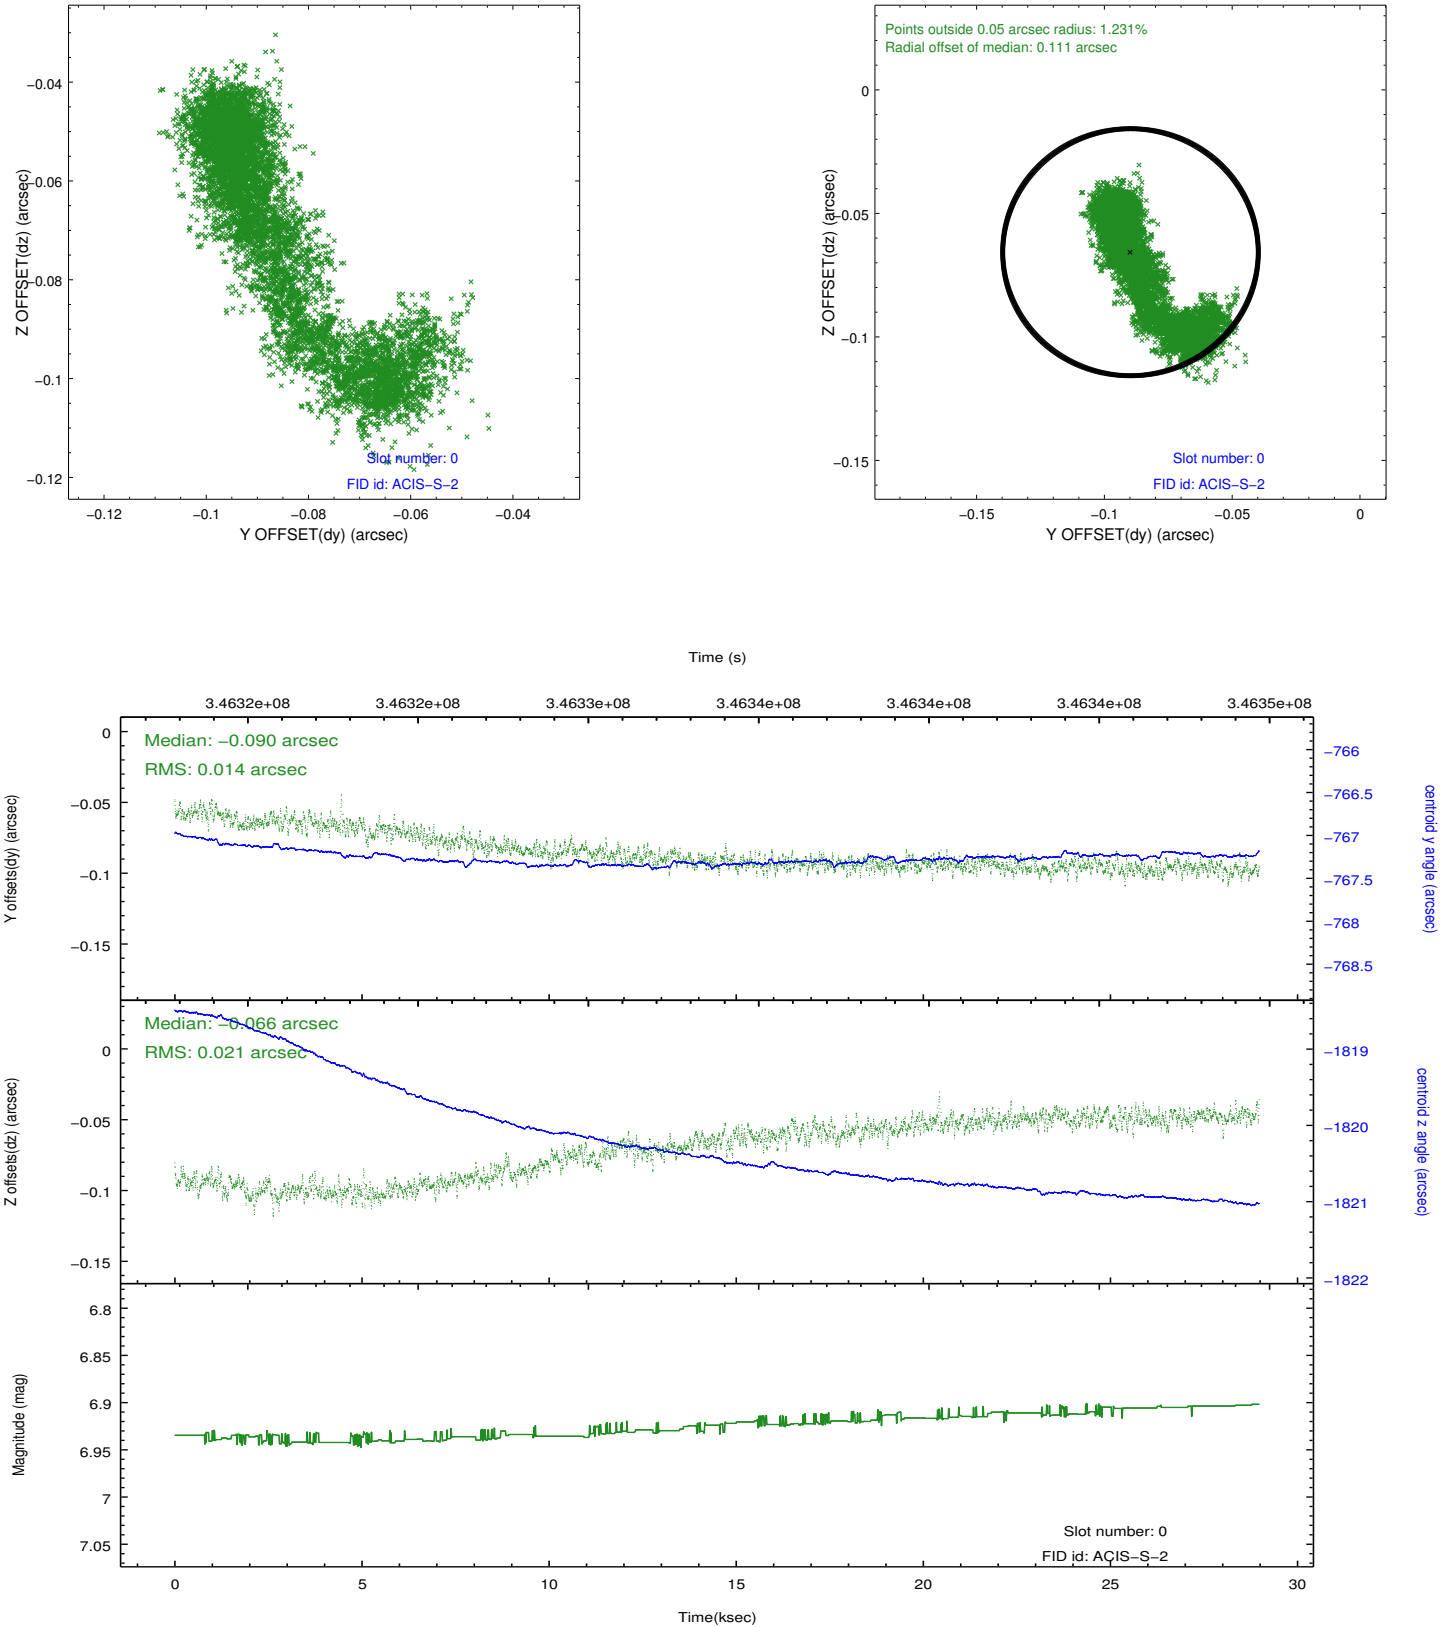 Points outside 0.05 arcsec radius: 1.231%
Radial offset of median: 0.111 arcsec
−0.04
−0.06
−0.08
−0.1
−0.12
Z OFFSET(dz) (arcsec)
Slot number: 0
FID id: ACIS−S−2
−0.12 −0.1 −0.08 −0.06 −0.04
Y OFFSET(dy) (arcsec)
0
−0.05
−0.1
−0.15
Z OFFSET(dz) (arcsec)
Slot number: 0
FID id: ACIS−S−2
−0.15 −0.1 −0.05 0
Y OFFSET(dy) (arcsec)
Time (s)
3.4632e+08 3.4632e+08 3.4633e+08 3.4634e+08 3.4634e+08 3.4634e+08 3.4635e+08
Median: −0.090 arcsec
RMS: 0.014 arcsec
0
−0.05
−0.1
−0.15
Y offsets(dy) (arcsec)
−766
−766.5
−767
−767.5
−768
−768.5
centroid y angle (arcsec)
Median: −0.066 arcsec
RMS: 0.021 arcsec
0
−0.05
−0.1
−0.15
Z offsets(dz) (arcsec)
−1819
−1820
−1821
−1822
centroid z angle (arcsec)
6.8
6.85
6.9
6.95
7
7.05
Magnitude (mag)
Slot number: 0
FID id: ACIS−S−2
0 5 10 15 20 25 30
Time(ksec)